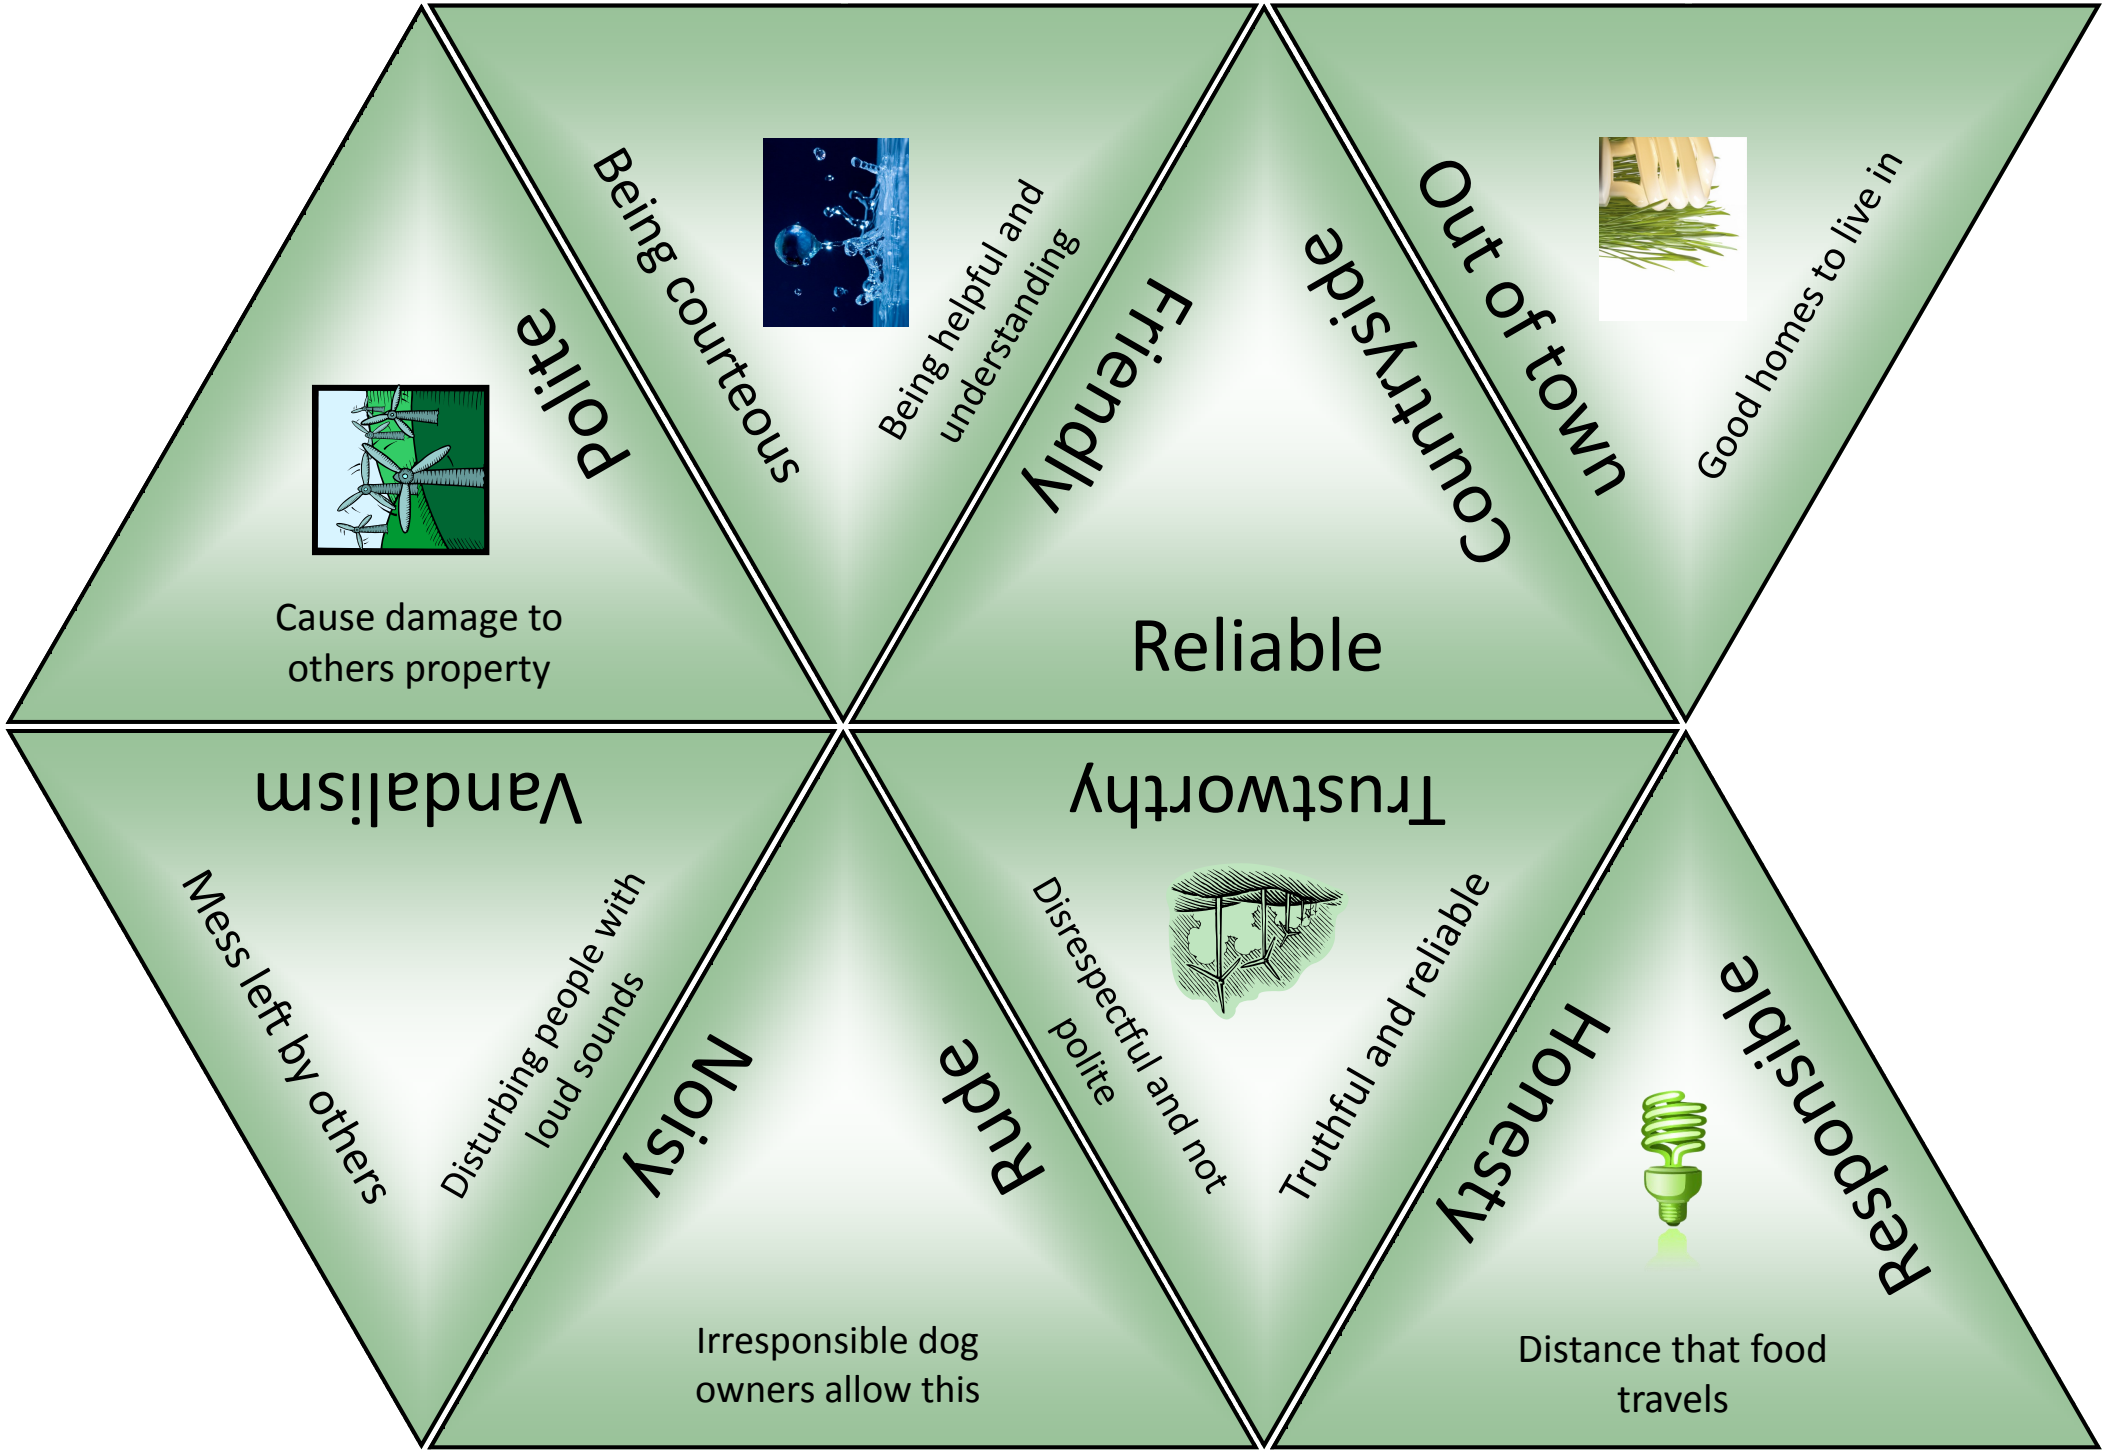 Polite
Cause damage to
others property
Being courteous
Being helpful and
understanding
Friendly
Countryside
Reliable
Out of town
Good homes to live in
Vandalism
Mess left by others
Disturbing people with
loud sounds
Noisy
Rude
Irresponsible dog
owners allow this
Trustworthy
Disrespectful and not
polite
Truthful and reliable
Honesty
Responsible
Distance that food
travels